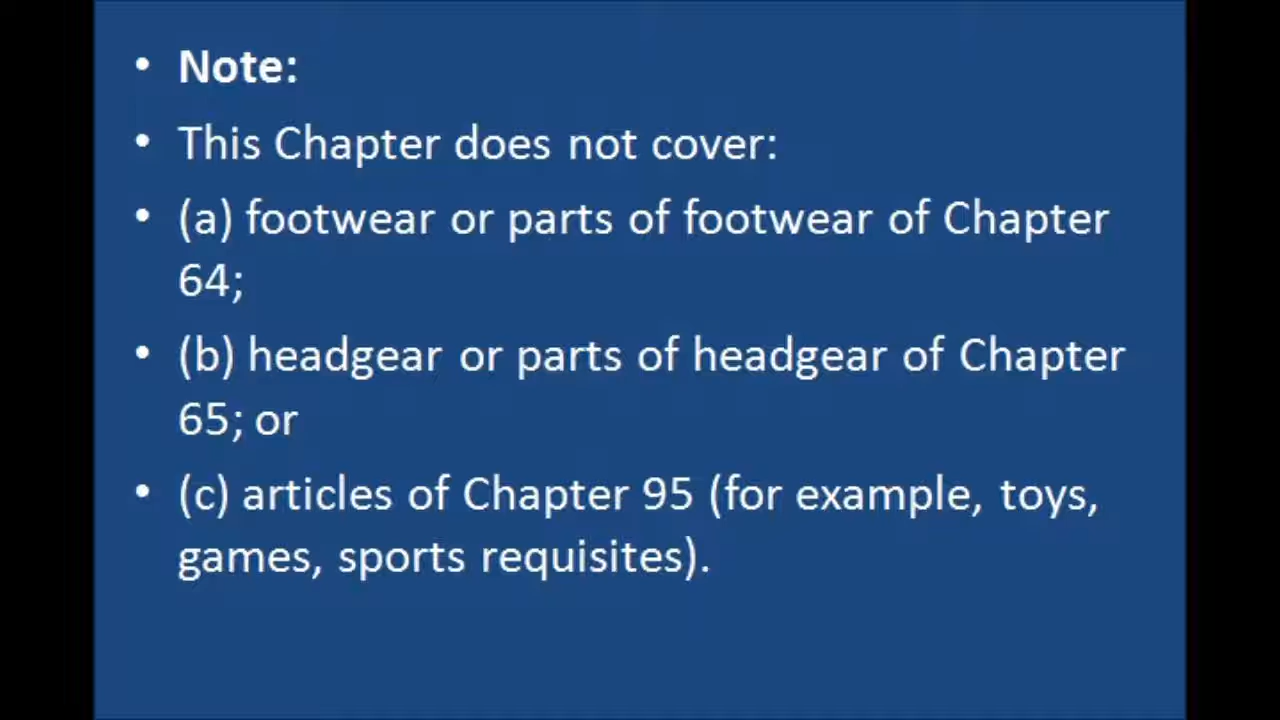 • Note:
• This Chapter does not cover:
• (a) footwear or parts of footwear of Chapter
64;
• (b) headgear or parts of headgear of Chapter
65; or
• (c) articles of Chapter 95 (for example, toys,
games, sports requisites).